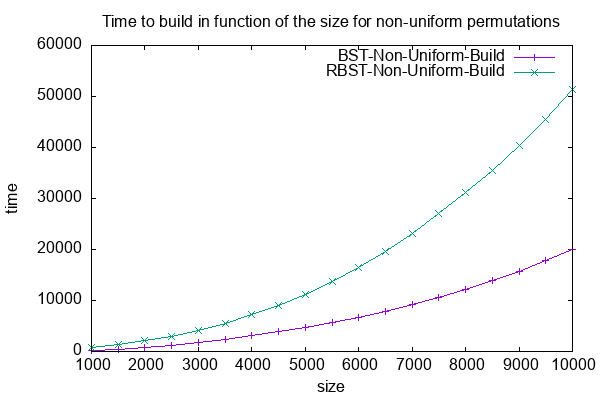 Time to build in function of the size for non-uniform permutations
60000
50000
40000
30000
20000
10000
0
time
BST-Non-Uniform-Build
RBST-Non-Uniform-Build
1000 2000 3000 4000 5000 6000 7000 8000 9000 10000
size